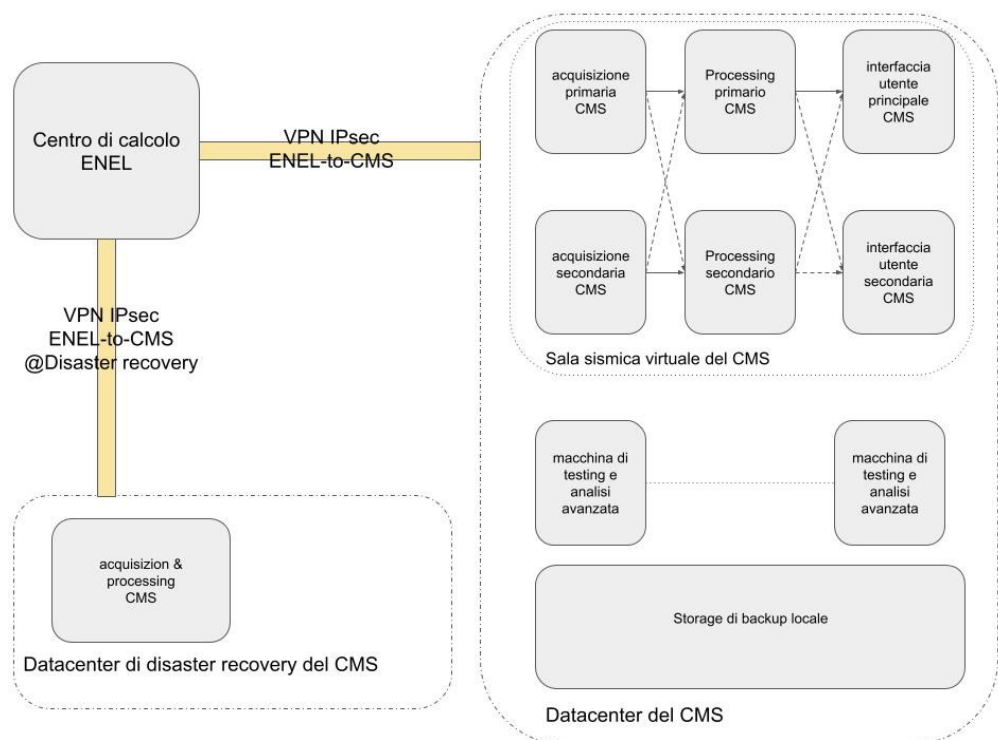 Centro di calcolo
ENEL
VPN IPsec
ENEL-to-CMS
VPN IPsec
ENEL-to-CMS
@Disaster recovery
acquisizion &
processing
CMS
Datacenter di disaster recovery del CMS
acquisizione
primaria
CMS
Processing
primario
CMS
interfaccia
utente
principale
CMS
acquisizione
secondaria
CMS
Processing
secondario
CMS
interfaccia
utente
secondaria
CMS
Sala sismica virtuale del CMS
macchina di
testing e
analisi
avanzata
macchina di
testing e
analisi
avanzata
Storage di backup locale
Datacenter del CMS